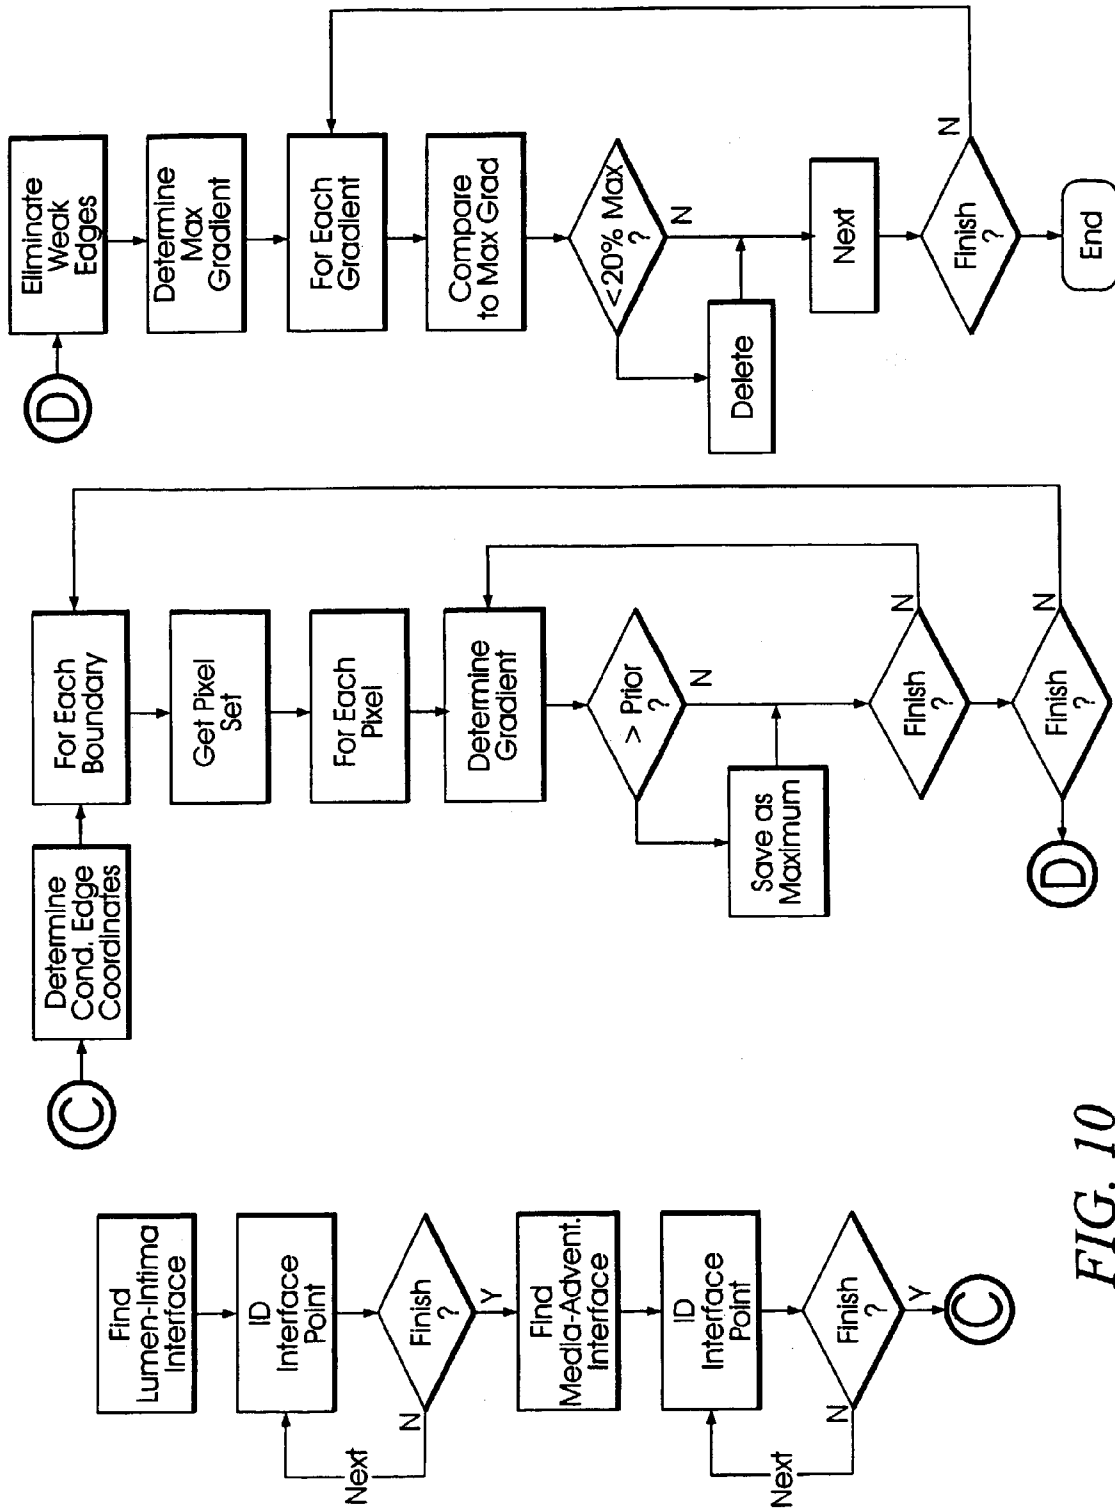 Find
Lumen-Intima
Interface
ID
Interface
Point
Finish
?
N
Next
Y
Find
Media-Advent.
Interface
ID
Interface
Point
Finish
?
N
Next
Y
C
C
Determine
Cond. Edge
Coordinates
For Each
Boundary
Get Pixel
Set
For Each
Pixel
Determine
Gradient
> Prior
?
N
Save as
Maximum
Finish
?
N
Finish
?
N
D
D
Eliminate
Weak
Edges
Determine
Max
Gradient
For Each
Gradient
Compare
to Max Grad
<20% Max
?
N
Delete
Next
Finish
?
N
End
FIG. 10